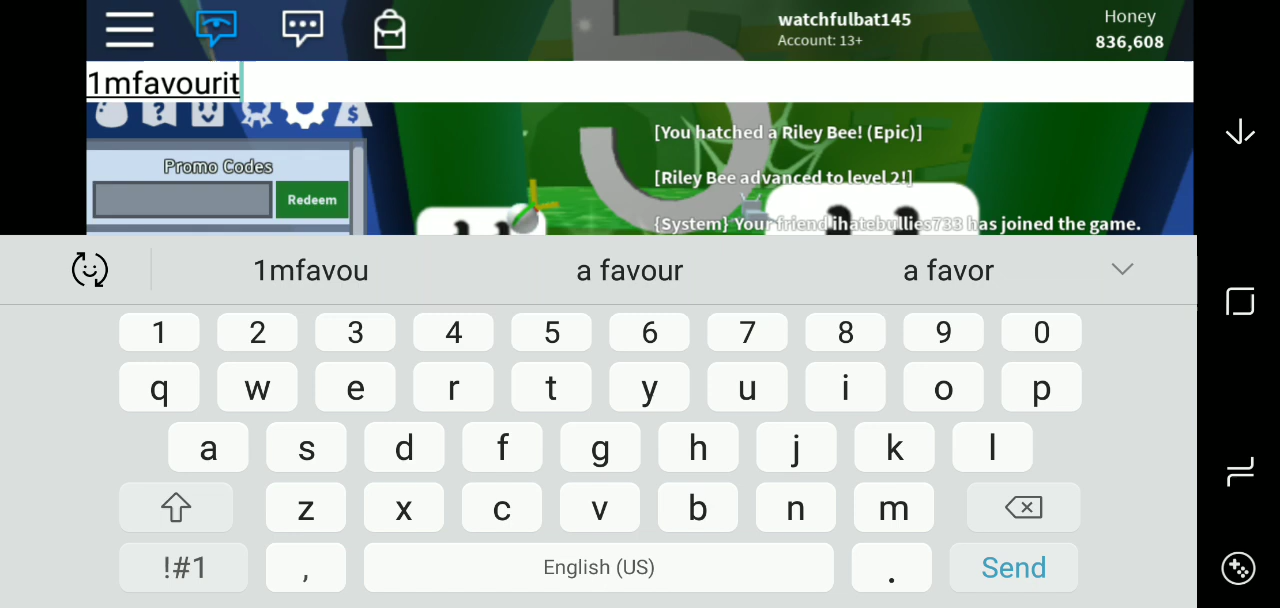 watchfulbat145
Account: 13+
Honey
836,608
1mfavourit
[You hatched a Riley Bee! (Epic)]
Promo Codes
[Riley Bee advanced to level 2!]
Redeem
{System} Your friend ihatebullies733 has joined the game.
1mfavou a favour a favor
1 2 3 4 5 6 7 8 9 0
q w e r t y u i o p
a s d f g h j k l
z x c v b n m
!#1 , English (US) . Send